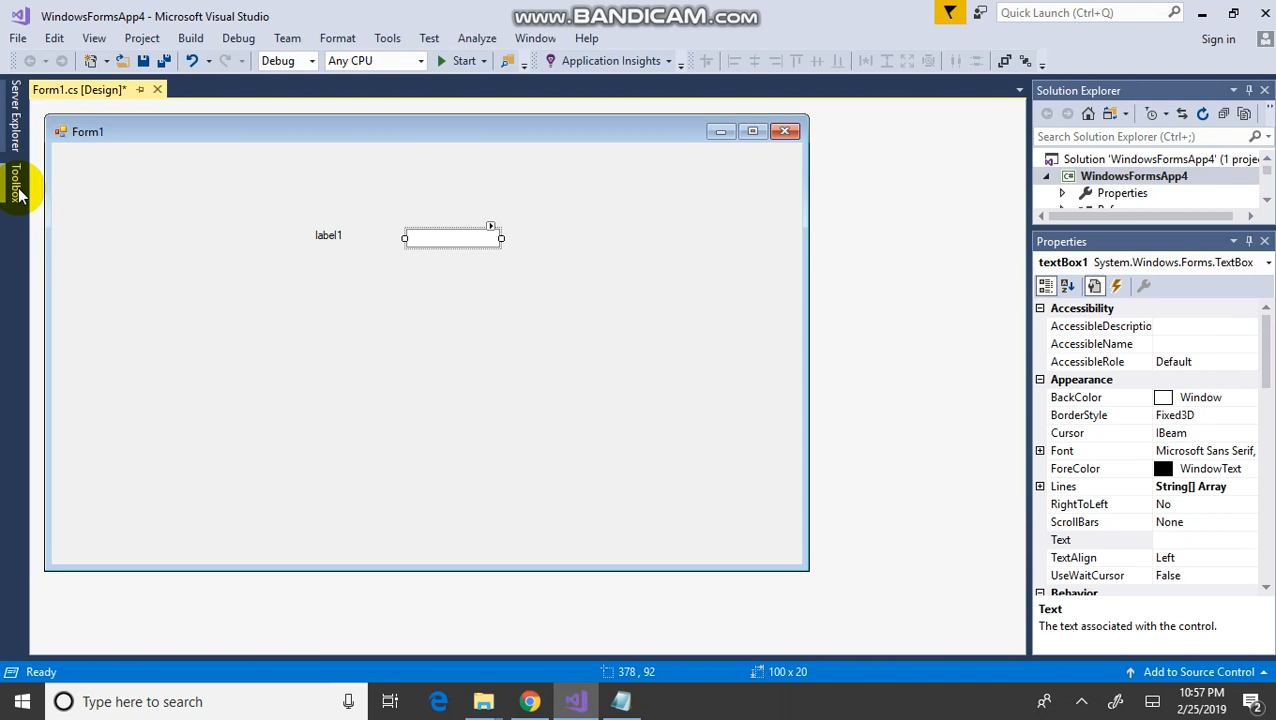 WindowsFormsApp4 - Microsoft Visual Studio
www.BANDICAM.com
Quick Launch (Ctrl+Q)
File Edit View Project Build Debug Team Format Tools Test Analyze Window Help
Sign in
Debug Any CPU Start Application Insights
Form1.cs [Design]*
Server Explorer
Toolbox
Form1
label1
Solution Explorer
Search Solution Explorer (Ctrl+;)
Solution 'WindowsFormsApp4' (1 projec
C# WindowsFormsApp4
Properties
Properties
textBox1 System.Windows.Forms.TextBox
Accessibility
AccessibleDescriptio
AccessibleName
AccessibleRole Default
Appearance
BackColor Window
BorderStyle Fixed3D
Cursor IBeam
Font Microsoft Sans Serif,
ForeColor WindowText
Lines String[] Array
RightToLeft No
ScrollBars None
Text
TextAlign Left
UseWaitCursor False
Behavior
Text
The text associated with the control.
Ready 378 , 92 100 x 20 Add to Source Control
Type here to search
10:57 PM
2/25/2019
2